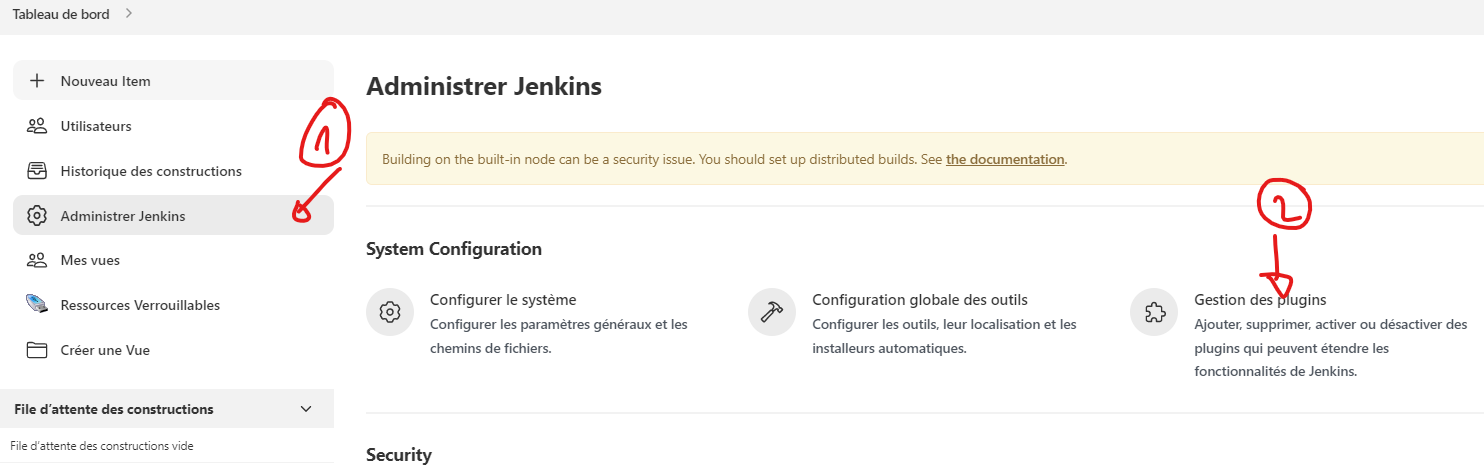 Tableau de bord
Nouveau Item
Utilisateurs
Historique des constructions
Administrer Jenkins
Mes vues
Ressources Verrouillables
Créer une Vue
File d'attente des constructions
File d'attente des constructions vide
1
Administrer Jenkins
Building on the built-in node can be a security issue. You should set up distributed builds. See the documentation.
2
System Configuration
Configurer le système
Configurer les paramètres généraux et les
chemins de fichiers.
Configuration globale des outils
Configurer les outils, leur localisation et les
installeurs automatiques.
Gestion des plugins
Ajouter, supprimer, activer ou désactiver des
plugins qui peuvent étendre les
fonctionnalités de Jenkins.
Security